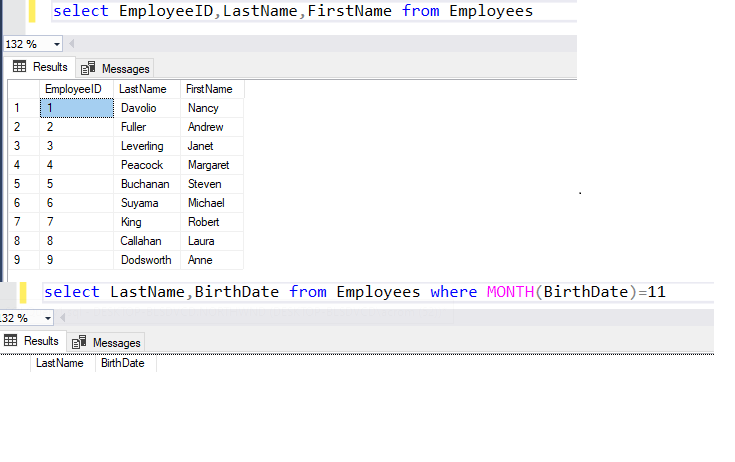 select EmployeeID,LastName,FirstName from Employees
132 %
Results Messages
EmployeeID LastName FirstName
1 1 Davolio Nancy
2 2 Fuller Andrew
3 3 Leverling Janet
4 4 Peacock Margaret
5 5 Buchanan Steven
6 6 Suyama Michael
7 7 King Robert
8 8 Callahan Laura
9 9 Dodsworth Anne
select LastName,BirthDate from Employees where MONTH(BirthDate)=11
.32 %
Results Messages
LastName BirthDate